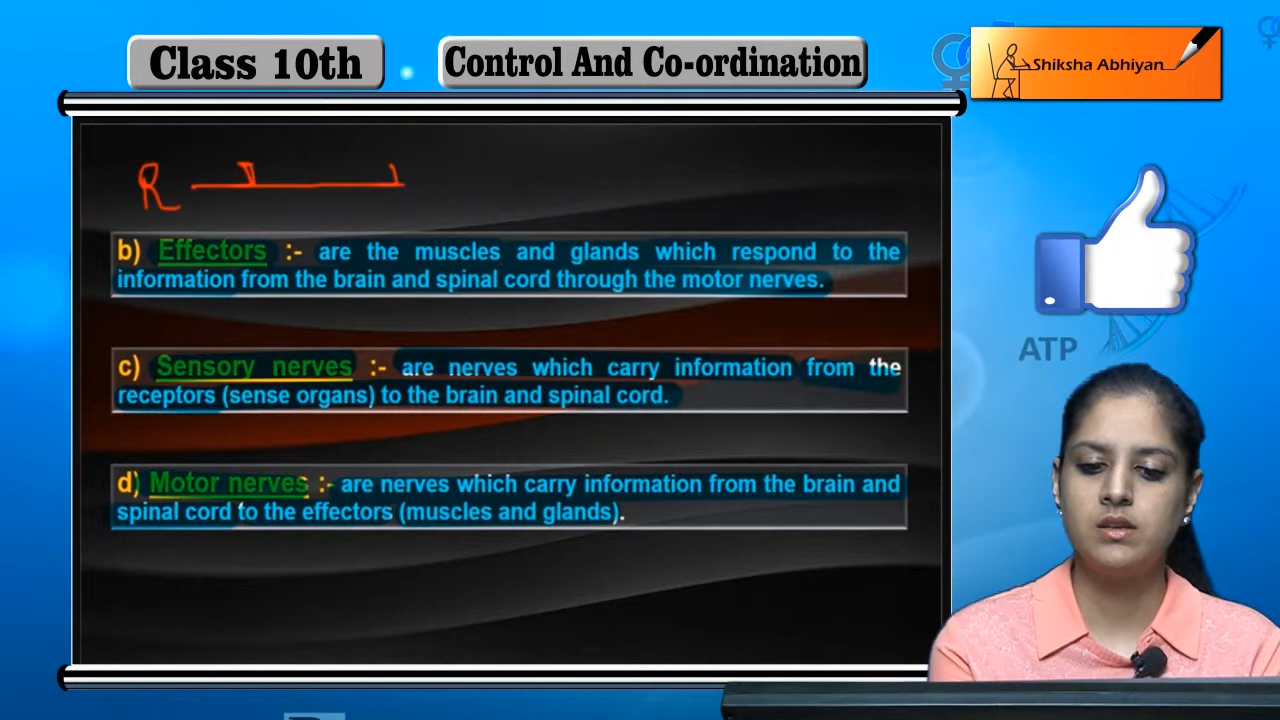 Class 10th
Control And Co-ordination
Shiksha Abhiyan
R
b) Effectors :- are the muscles and glands which respond to the
information from the brain and spinal cord through the motor nerves.
c) Sensory nerves :- are nerves which carry information from the
receptors (sense organs) to the brain and spinal cord.
d) Motor nerves :- are nerves which carry information from the brain and
spinal cord to the effectors (muscles and glands).
ATP